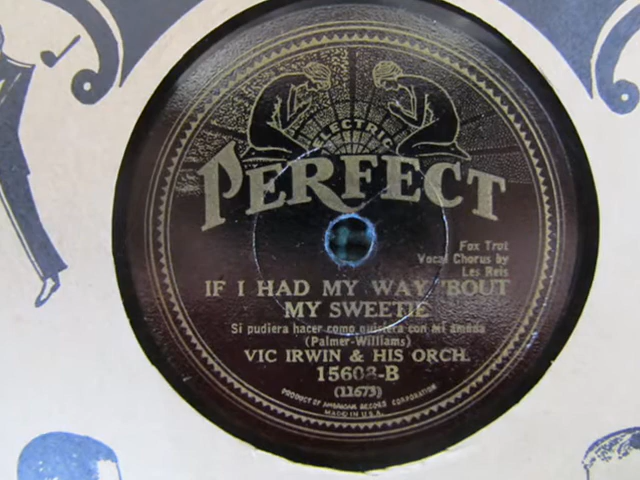 ELECTRIC
PERFECT
Fox Trot
Vocal Chorus by
Les Reis
IF I HAD MY WAY 'BOUT
MY SWEETIE
Si pudiera hacer como quisiera con mi amada
(Palmer-Williams)
VIC IRWIN & HIS ORCH.
15608-B
(11673)
PRODUCT OF AMERICAN RECORD CORPORATION
MADE IN U.S.A.